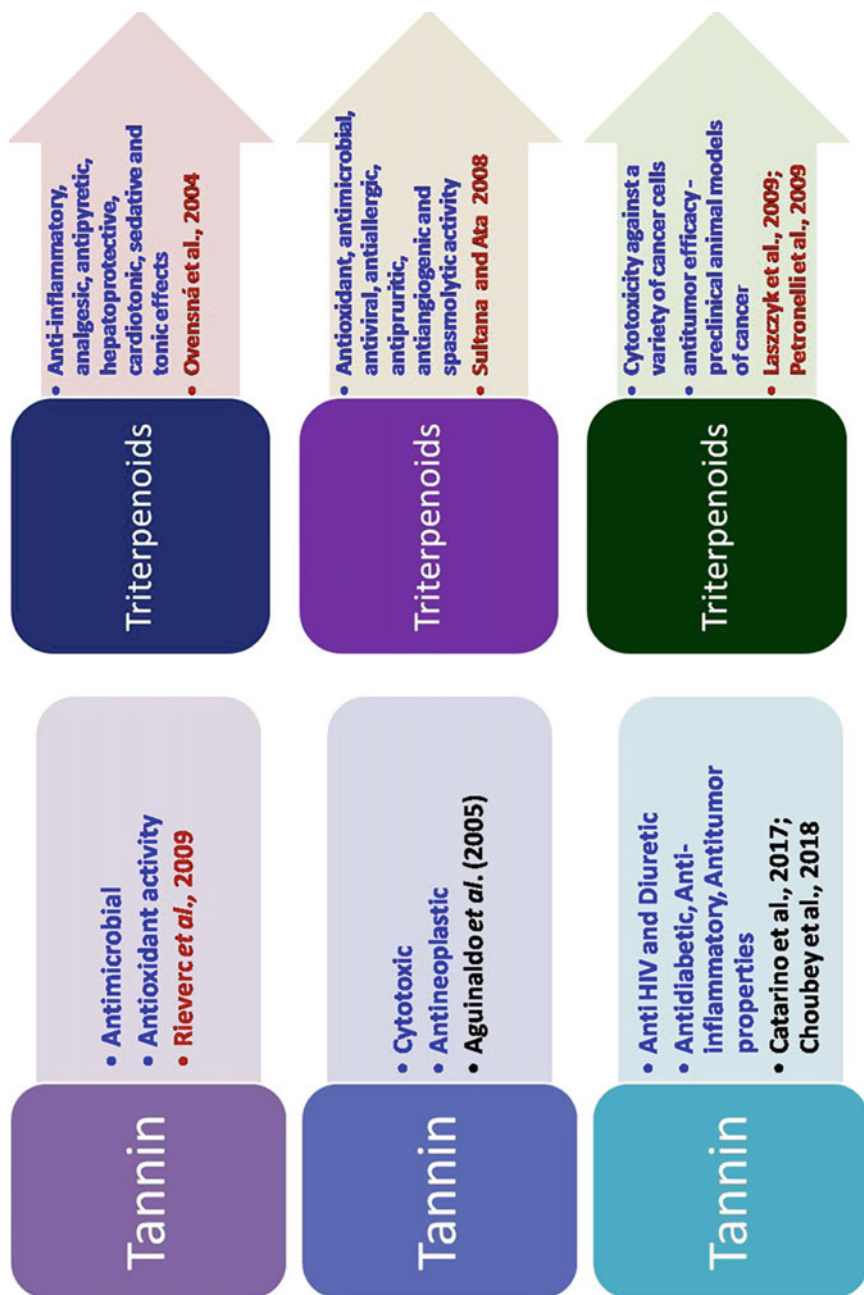 Tannin
• Antimicrobial
• Antioxidant activity
• Rieverc et al., 2009
Tannin
• Cytotoxic
• Antineoplastic
• Aguinaldo et al. (2005)
Tannin
• Anti HIV and Diuretic
• Antidiabetic, Anti-
inflammatory, Antitumor
properties
• Catarino et al., 2017;
Choubey et al., 2018
Triterpenoids
• Anti-inflammatory,
analgesic, antipyretic,
hepatoprotective,
cardiotonic, sedative and
tonic effects
• Ovensná et al., 2004
Triterpenoids
• Antioxidant, antimicrobial,
antiviral, antiallergic,
antipruritic,
antiangiogenic and
spasmolytic activity
• Sultana and Ata 2008
Triterpenoids
• Cytotoxicity against a
variety of cancer cells
• antitumor efficacy -
preclinical animal models
of cancer
• Laszczyk et al., 2009;
Petronelli et al., 2009